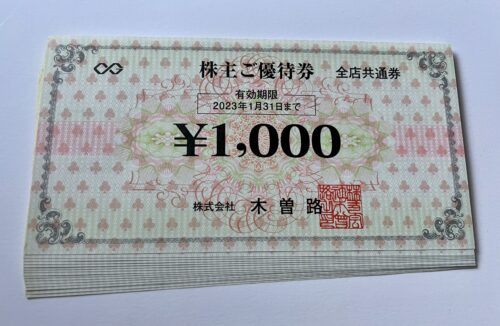 株主ご優待券 全店共通券
有効期限
2023年1月31日まで
¥1,000
株式会社 木曽路